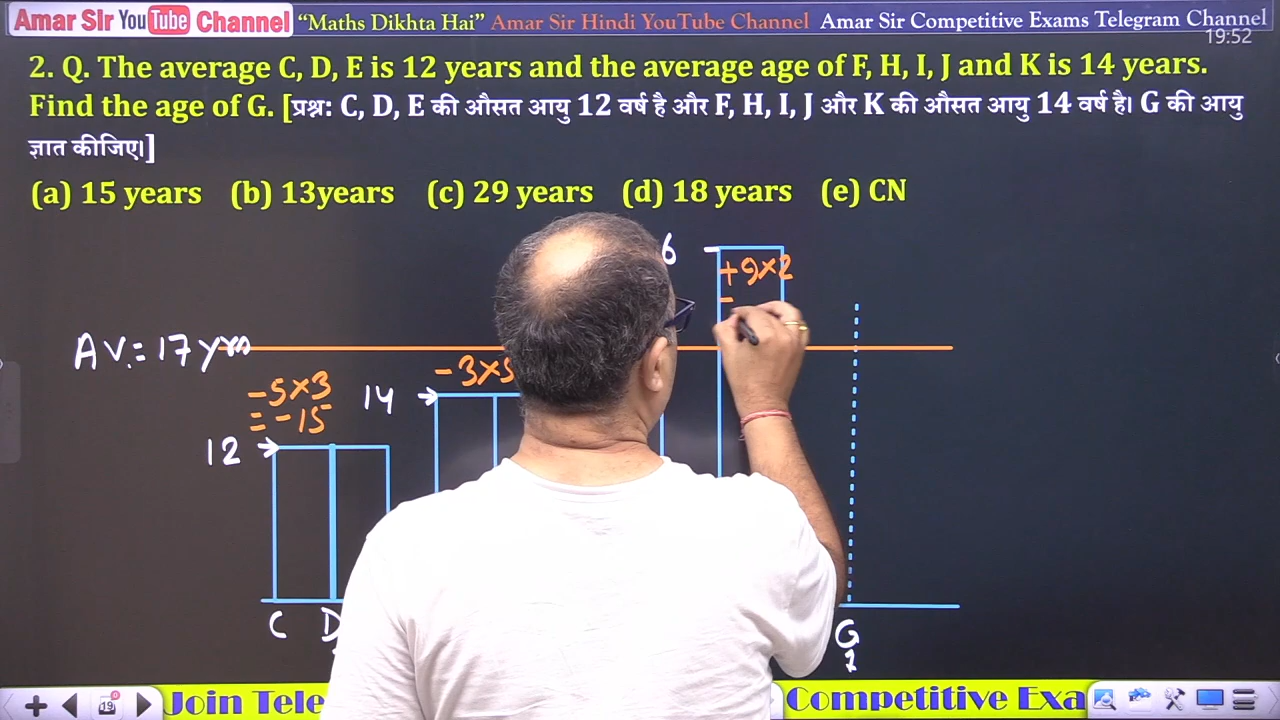 Amar SIr YouTube Channel "Maths Dikhta Hai" Amar Sir Hindi YouTube Channel Amar Sir Competitive Exams Telegram Channel
19:52
2. Q. The average C, D, E is 12 years and the average age of F, H, I, J and K is 14 years.
Find the age of G. [प्रश्न: C, D, E की औसत आयु 12 वर्ष है और F, H, I, J और K की औसत आयु 14 वर्ष है। G की आयु
ज्ञात कीजिए।]
(a) 15 years (b) 13years (c) 29 years (d) 18 years (e) CN
6
+9×2
=
AV.=17yrs
-3×5
-5×3
14
= -15
12
C D G
?
19
Join Tele Competitive Exa